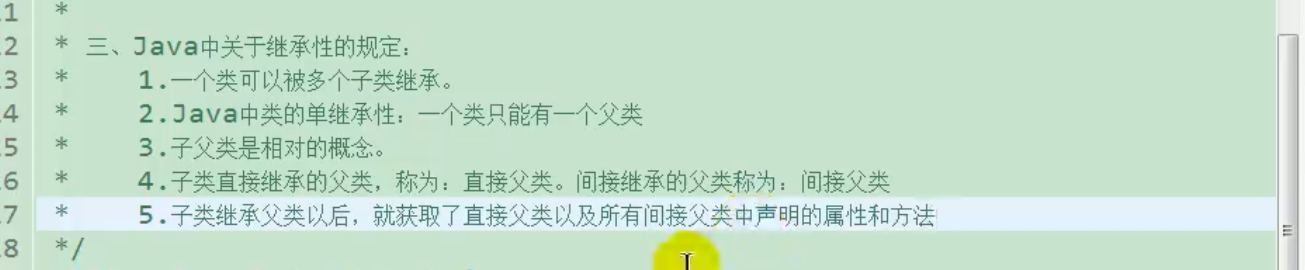 11 *
12 * 三、Java中关于继承性的规定:
13 *     1.一个类可以被多个子类继承。
14 *     2.Java中类的单继承性:一个类只能有一个父类
15 *     3.子父类是相对的概念。
16 *     4.子类直接继承的父类,称为:直接父类。间接继承的父类称为:间接父类
17 *     5.子类继承父类以后,就获取了直接父类以及所有间接父类中声明的属性和方法
18 */